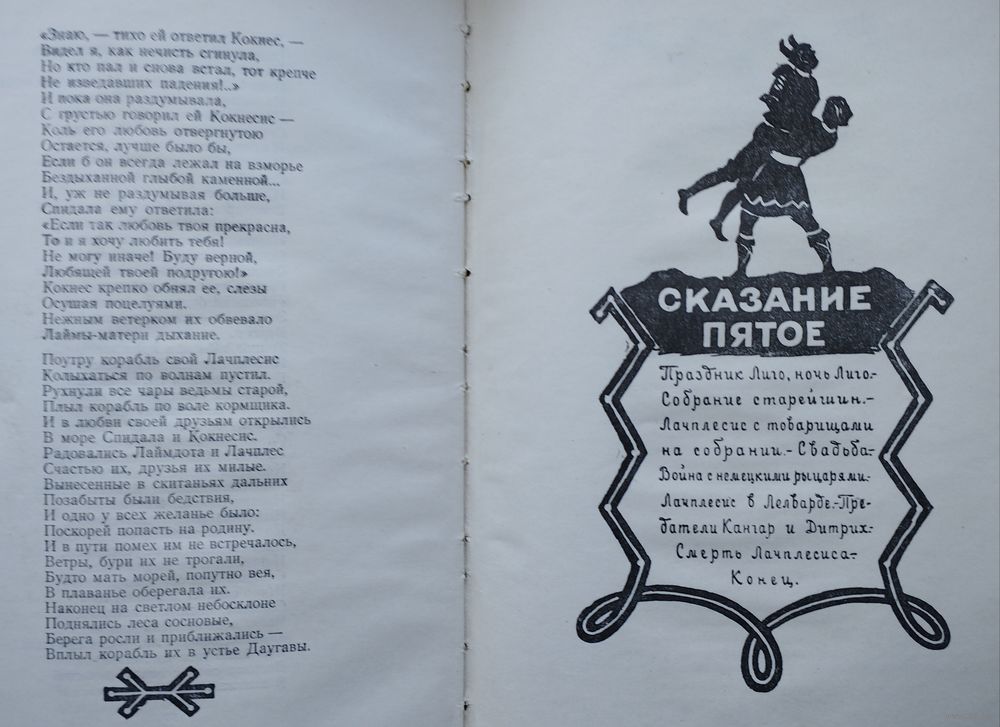 «Знаю, — тихо ей ответил Кокнес, —
Видел я, как нечисть сгинула,
Но кто пал и снова встал, тот крепче
Не изведавших падения!..»
И пока она раздумывала,
С грустью говорил ей Кокнесис —
Коль его любовь отвергнутою
Остается, лучше было бы,
Если б он всегда лежал на взморье
Бездыханной глыбой каменной...
И, уж не раздумывая больше,
Спидала ему ответила:
«Если так любовь твоя прекрасна,
То и я хочу любить тебя!
Не могу иначе! Буду верной,
Любящей твоей подругою!»
Кокнес крепко обнял ее, слезы
Осушая поцелуями.
Нежным ветерком их обвевало
Лаймы-матери дыхание.
Поутру корабль свой Лачплесис
Колыхаться по волнам пустил.
Рухнули все чары ведьмы старой,
Плыл корабль по воле кормщика.
И в любви своей друзьям открылись
В море Спидала и Кокнесис.
Радовались Лаймдота и Лачплес
Счастью их, друзья их милые.
Вынесенные в скитаньях дальних
Позабыты были бедствия,
И одно у всех желанье было:
Поскорей попасть на родину.
И в пути помех им не встречалось,
Ветры, бури их не трогали,
Будто мать морей, попутно вея,
В плаванье оберегала их.
Наконец на светлом небосклоне
Поднялись леса сосновые,
Берега росли и приближались —
Вплыл корабль их в устье Даугавы.
СКАЗАНИЕ
ПЯТОЕ
Праздник Лиго, ночь Лиго.-
Собрание старейшин.-
Лачплесис с товарищами
на собрании.- Свадьба-
Война с немецкими рыцарями.-
Лачплесис в Лелварде.-Пре-
датели Кангар и Дитрих.-
Смерть Лачплесиса.-
Конец.